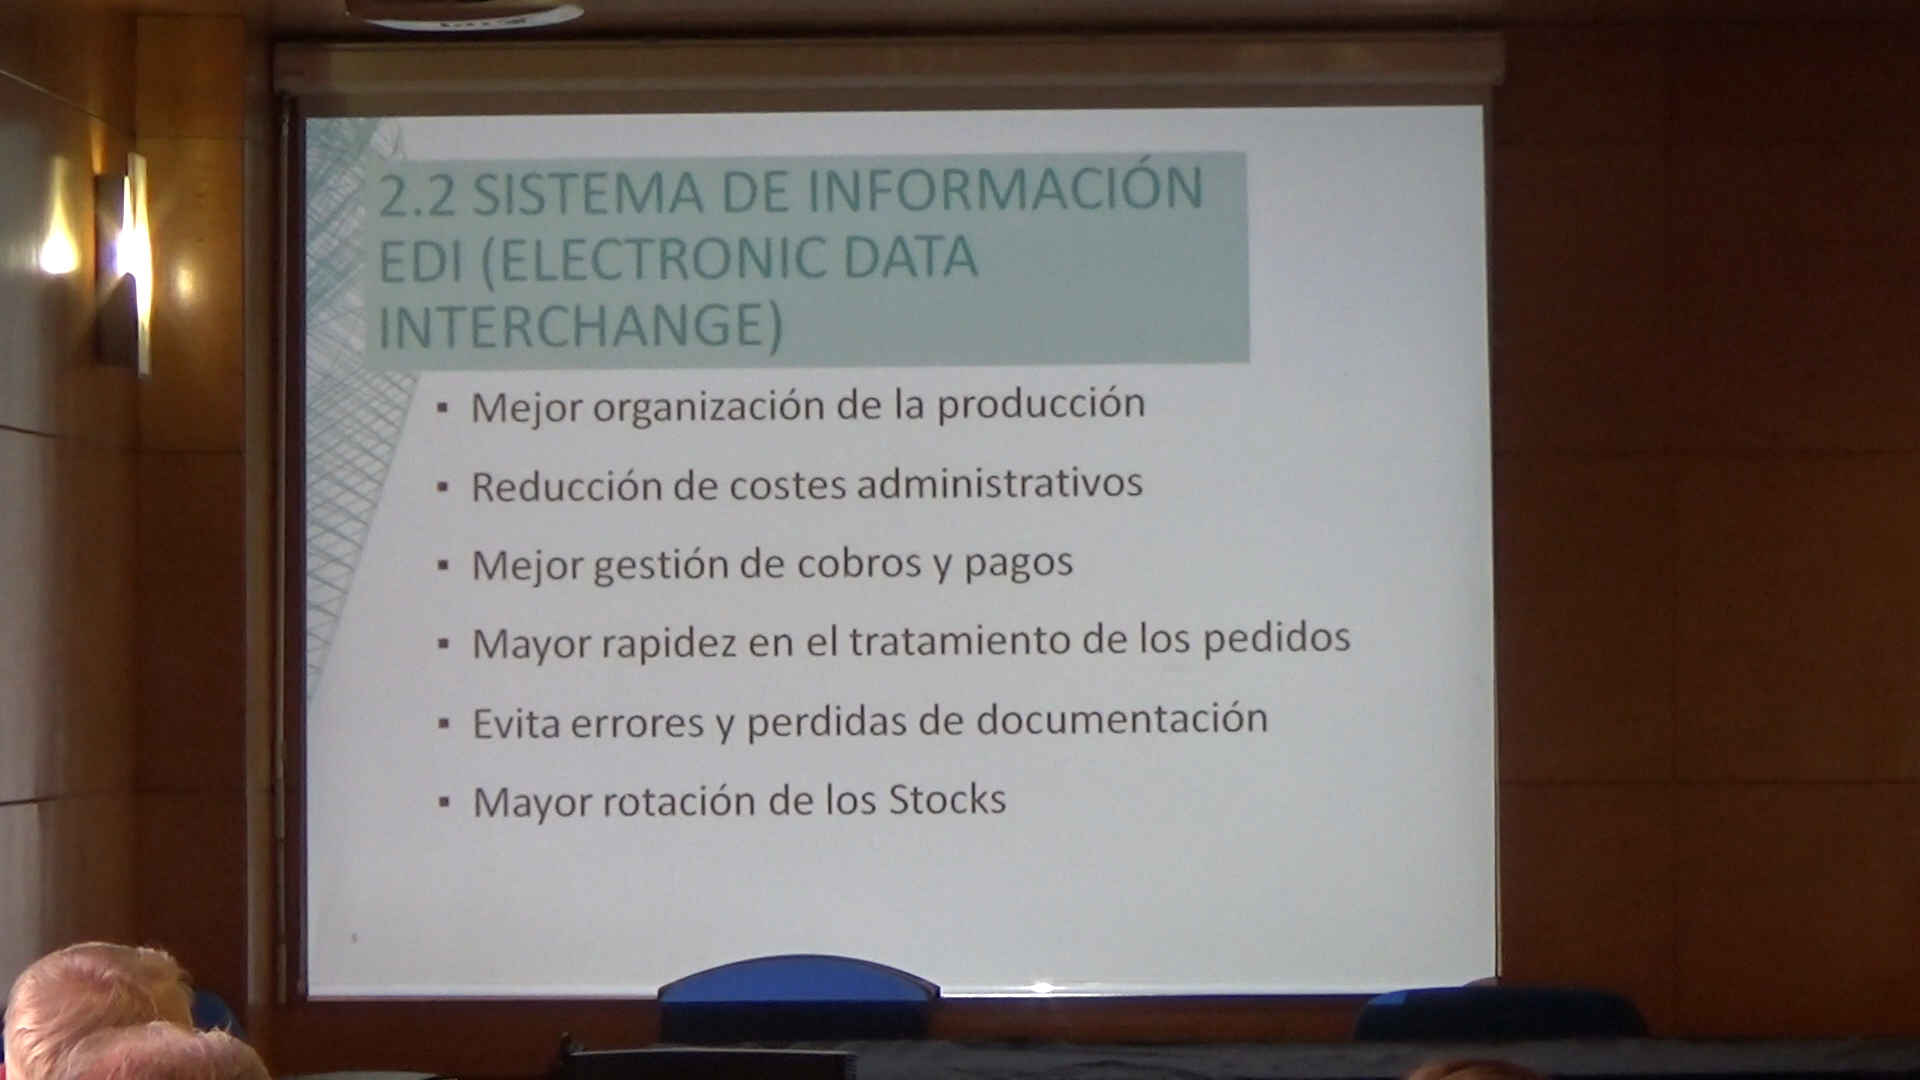 2.2 SISTEMA DE INFORMACIÓN
EDI (ELECTRONIC DATA
INTERCHANGE)
▪ Mejor organización de la producción
▪ Reducción de costes administrativos
▪ Mejor gestión de cobros y pagos
▪ Mayor rapidez en el tratamiento de los pedidos
▪ Evita errores y perdidas de documentación
▪ Mayor rotación de los Stocks